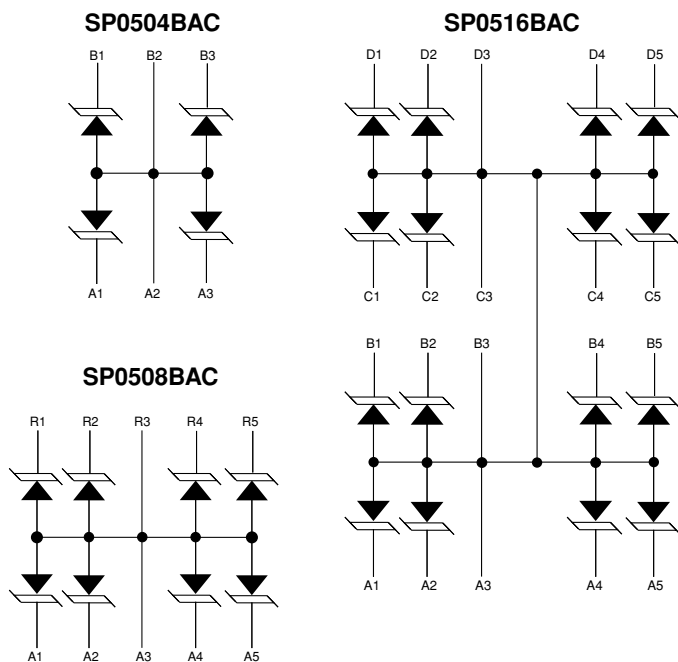 SP0504BAC
B1 B2 B3
A1 A2 A3
SP0508BAC
R1 R2 R3 R4 R5
A1 A2 A3 A4 A5
SP0516BAC
D1 D2 D3 D4 D5
C1 C2 C3 C4 C5
B1 B2 B3 B4 B5
A1 A2 A3 A4 A5